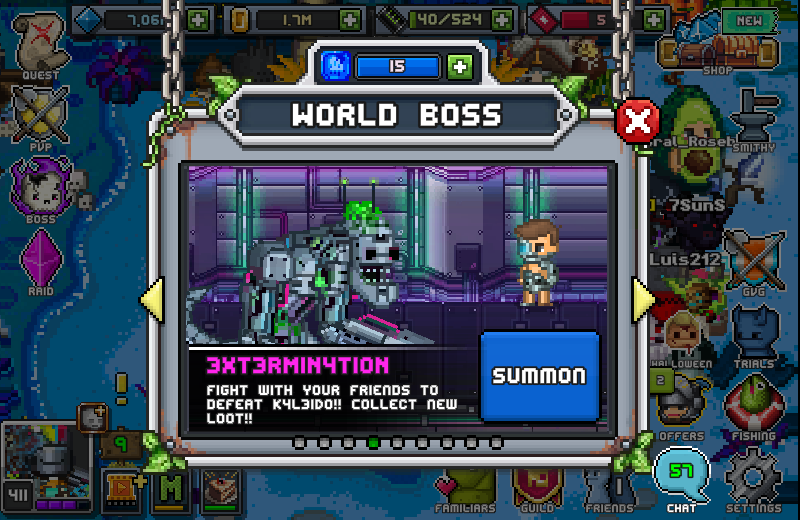 7,06
1.7M
40/524
5
NEW
QUEST
15
SHOP
WORLD BOSS
PVP
SMITHY
BOSS
7SunS
RAID
Luis212
GVG
3XT3RMIN4TION
SUMMON
FIGHT WITH YOUR FRIENDS TO
DEFEAT K4L3IDO!! COLLECT NEW
LOOT!!
HALLOWEEN
TRIALS
2
OFFERS
FISHING
9
M
57
411
FAMILIARS
GUILD
FRIENDS
CHAT
SETTINGS